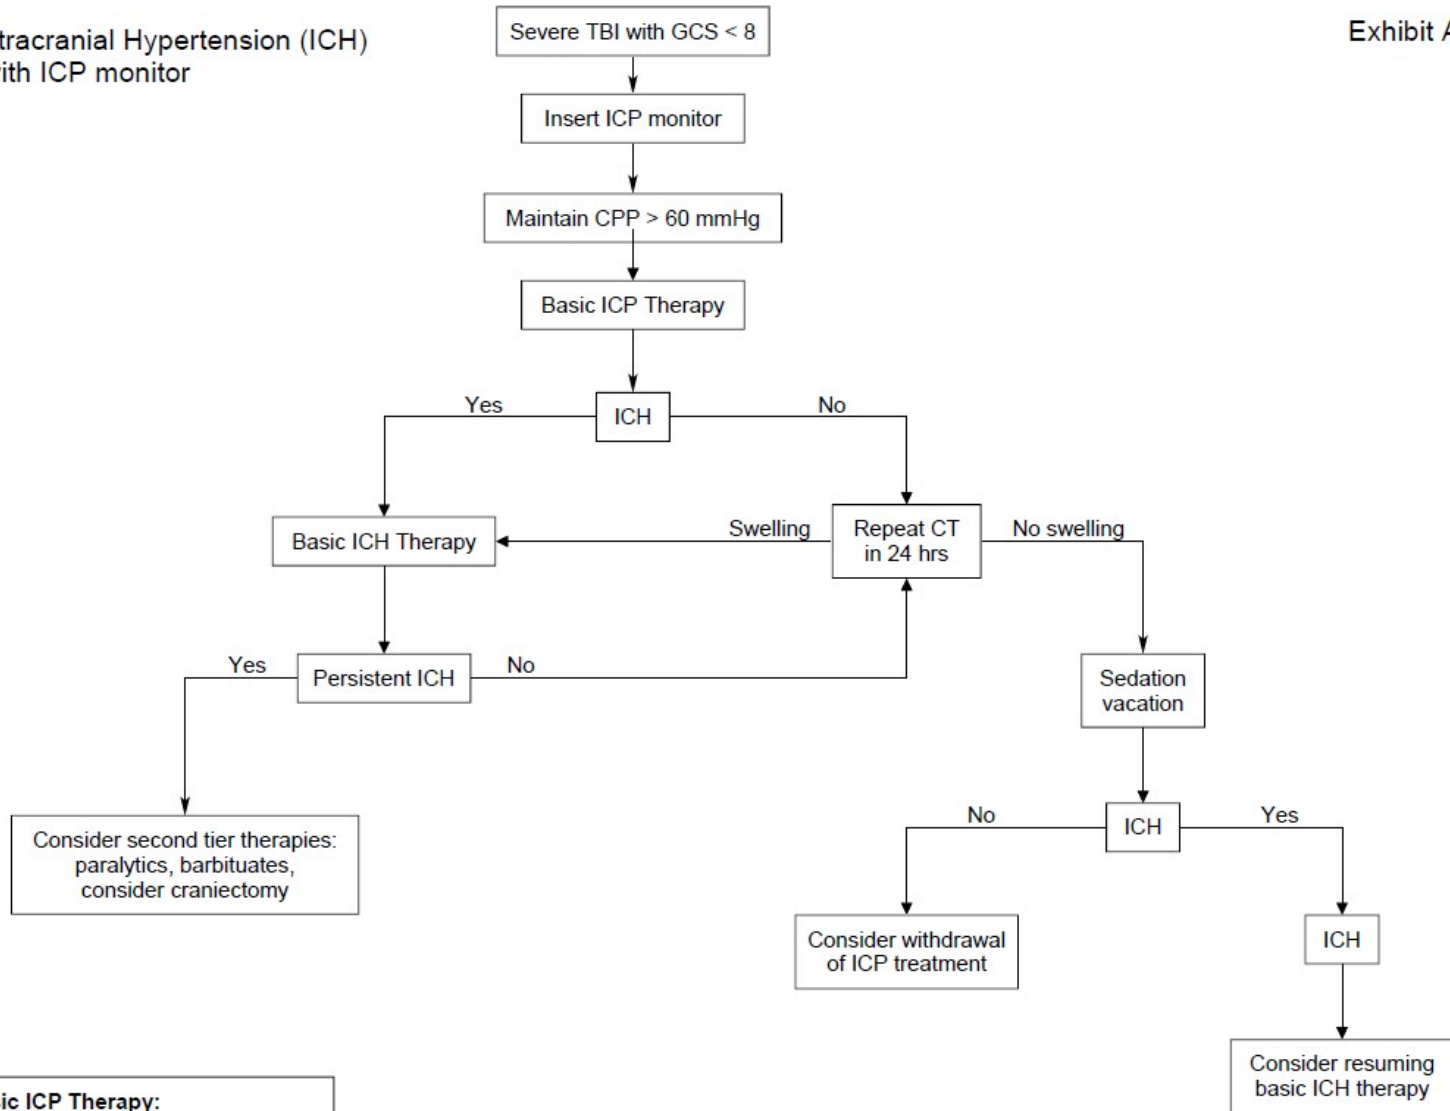 tracranial Hypertension (ICH)
ith ICP monitor
Exhibit A
Severe TBI with GCS < 8
Insert ICP monitor
Maintain CPP > 60 mmHg
Basic ICP Therapy
ICH
Yes
No
Basic ICH Therapy
Swelling
Repeat CT
in 24 hrs
No swelling
Yes
Persistent ICH
No
Sedation
vacation
Consider second tier therapies:
paralytics, barbituates,
consider craniectomy
No
ICH
Yes
Consider withdrawal
of ICP treatment
ICH
Consider resuming
basic ICH therapy
ic ICP Therapy: